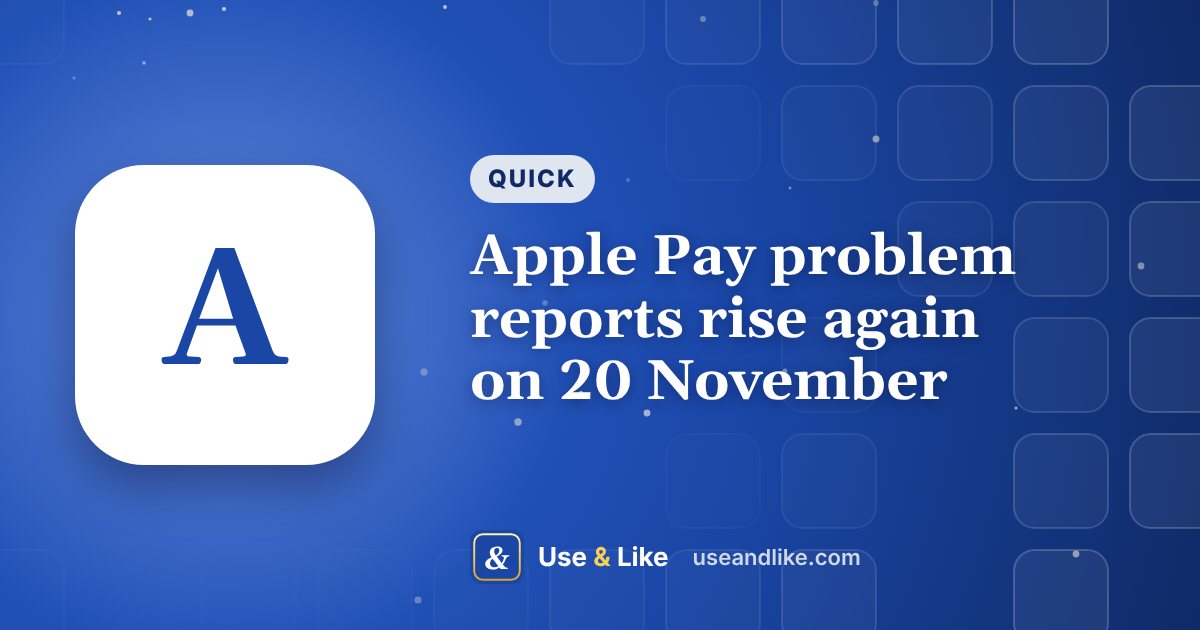 A
QUICK
Apple Pay problem
reports rise again
on 20 November
& Use & Like useandlike.com